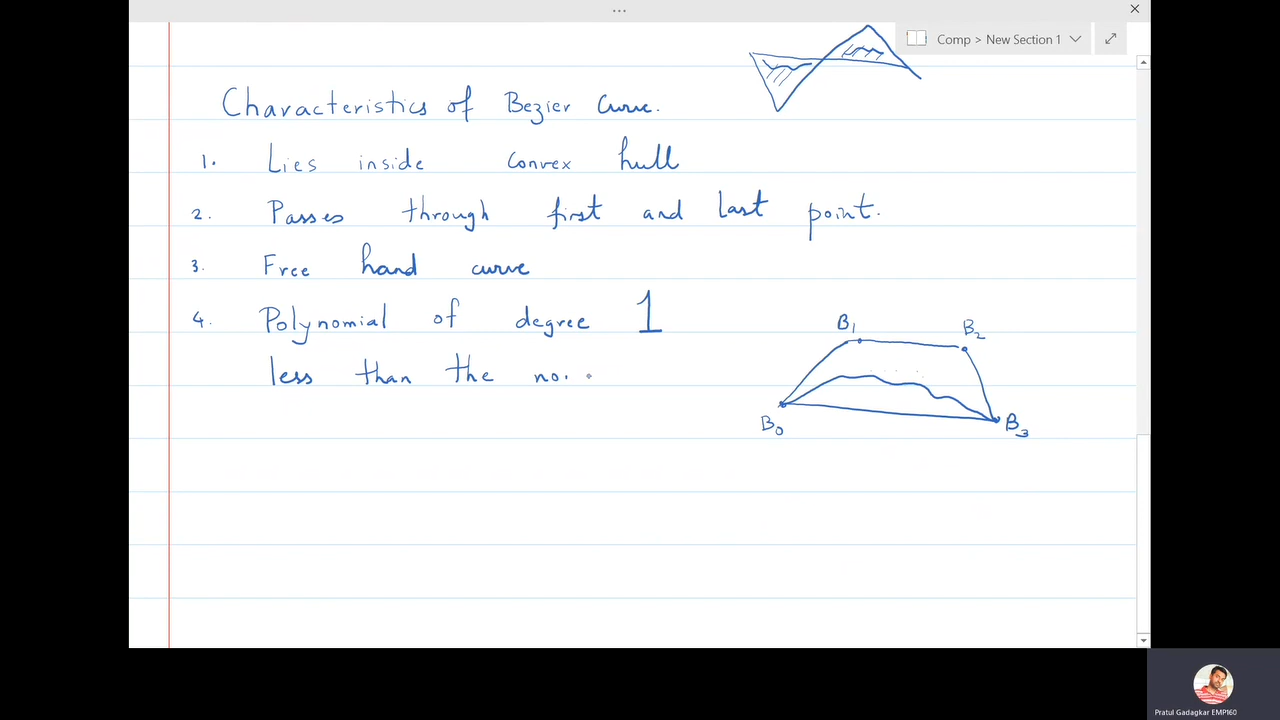 Comp > New Section 1
Characteristics of Bezier Curve.
1. Lies inside convex hull
2. Passes through first and last point.
3. Free hand curve
4. Polynomial of degree 1
less than the no.
B1
B2
B0
B3
Pratul Gadagkar EMP160